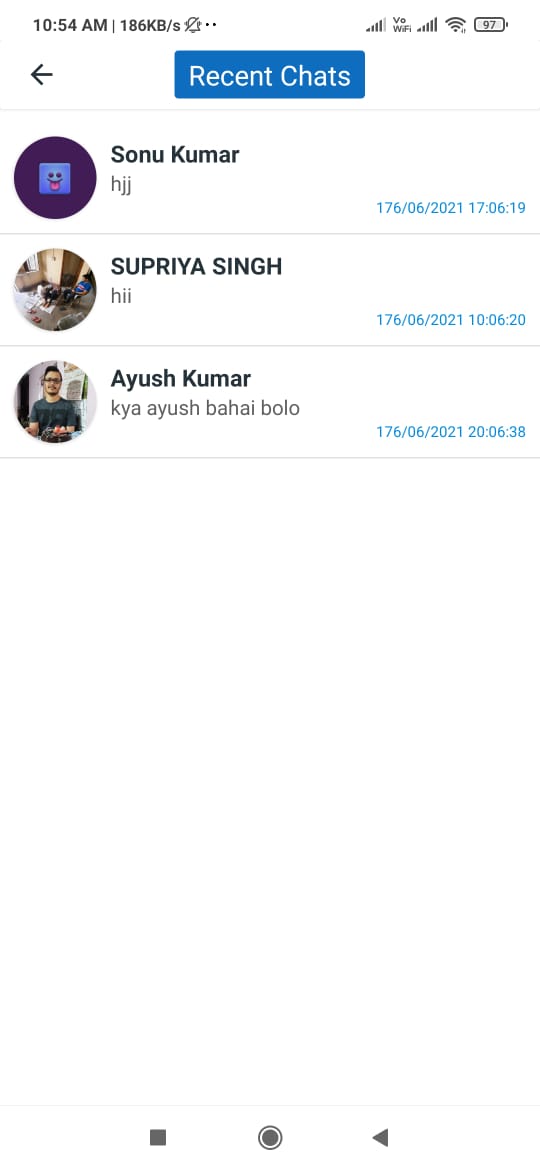 10:54 AM | 186KB/s
Vo
WiFi
97
Recent Chats
Sonu Kumar
hjj
176/06/2021 17:06:19
SUPRIYA SINGH
hii
176/06/2021 10:06:20
Ayush Kumar
kya ayush bahai bolo
176/06/2021 20:06:38